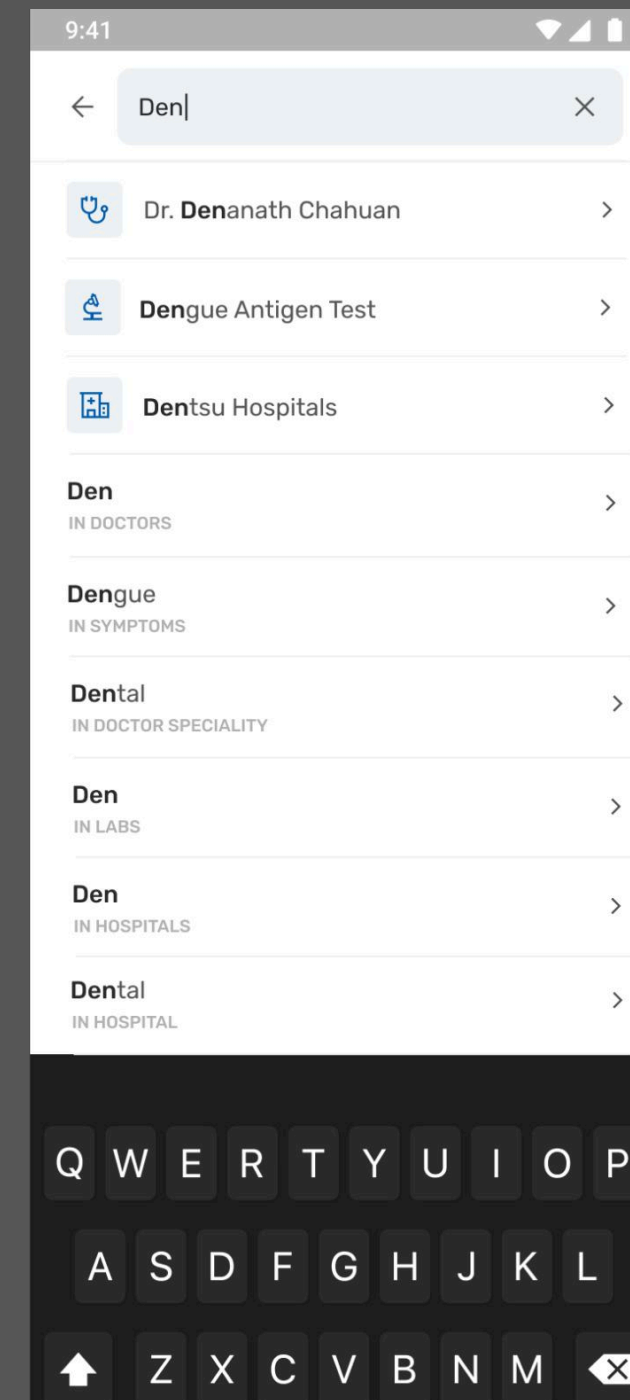 9:41
Den
Dr. Denanath Chahuan
Dengue Antigen Test
Dentsu Hospitals
Den
IN DOCTORS
Dengue
IN SYMPTOMS
Dental
IN DOCTOR SPECIALITY
Den
IN LABS
Den
IN HOSPITALS
Dental
IN HOSPITAL
Q W E R T Y U I O P
A S D F G H J K L
Z X C V B N M